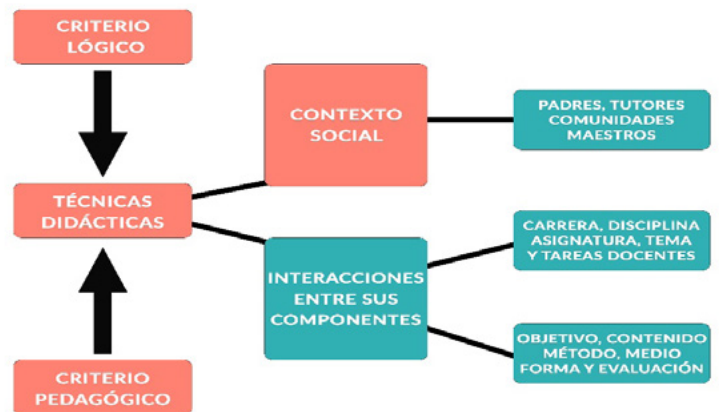 CRITERIO
LÓGICO
TÉCNICAS
DIDÁCTICAS
CRITERIO
PEDAGÓGICO
CONTEXTO
SOCIAL
INTERACCIONES
ENTRE SUS
COMPONENTES
PADRES, TUTORES
COMUNIDADES
MAESTROS
CARRERA, DISCIPLINA
ASIGNATURA, TEMA
Y TAREAS DOCENTES
OBJETIVO, CONTENIDO
MÉTODO, MEDIO
FORMA Y EVALUACIÓN